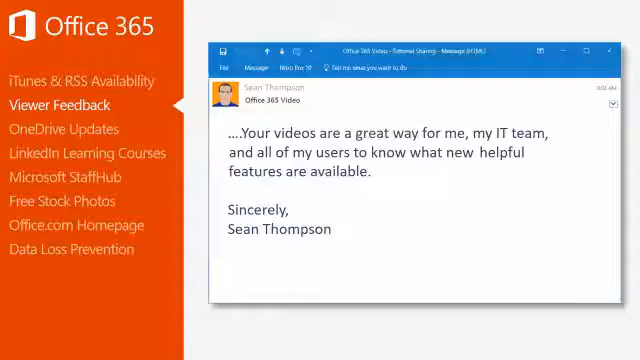 Office 365
iTunes & RSS Availability
Viewer Feedback
OneDrive Updates
LinkedIn Learning Courses
Microsoft StaffHub
Free Stock Photos
Office.com Homepage
Data Loss Prevention
Office 365 Video - External Sharing - Message (HTML)
File Message Nitro Pro 10 Tell me what you want to do
Sean Thompson
Office 365 Video
….Your videos are a great way for me, my IT team,
and all of my users to know what new helpful
features are available.
Sincerely,
Sean Thompson